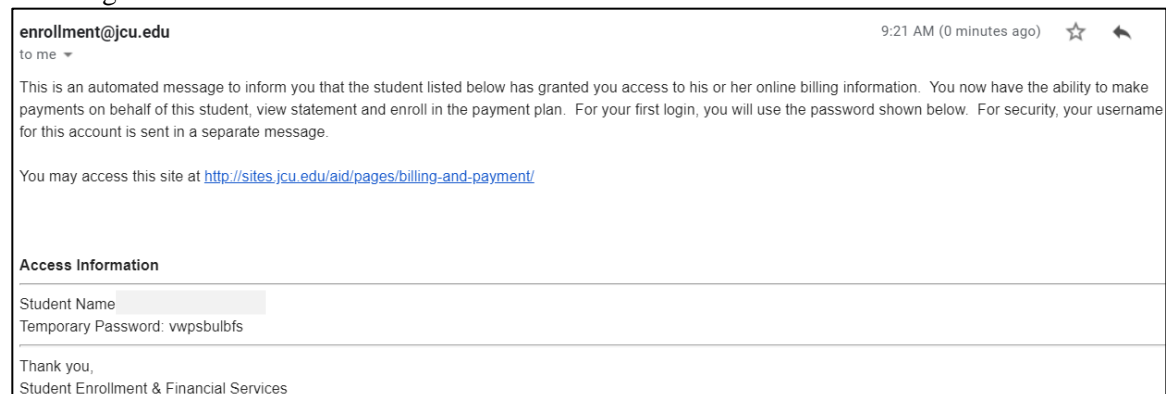 enrollment@jcu.edu 9:21 AM (0 minutes ago)
to me
This is an automated message to inform you that the student listed below has granted you access to his or her online billing information. You now have the ability to make
payments on behalf of this student, view statement and enroll in the payment plan. For your first login, you will use the password shown below. For security, your username
for this account is sent in a separate message.
You may access this site at http://sites.jcu.edu/aid/pages/billing-and-payment/
Access Information
Student Name
Temporary Password: vwpsbulbfs
Thank you,
Student Enrollment & Financial Services